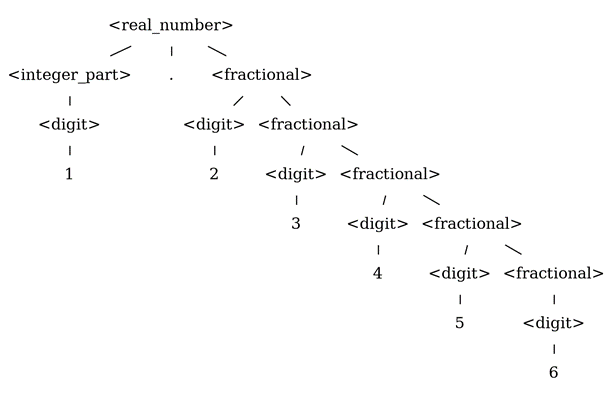 <real_number>
<integer_part> . <fractional>
<digit> <digit> <fractional>
1 2 <digit> <fractional>
3 <digit> <fractional>
4 <digit> <fractional>
5 <digit>
6